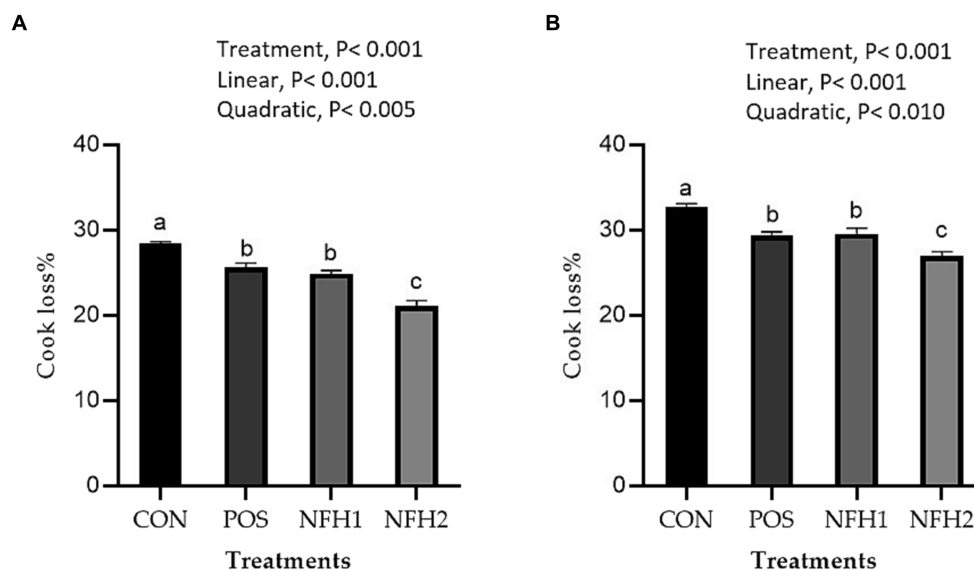 A
Treatment, P< 0.001
Linear, P< 0.001
Quadratic, P< 0.005
40
30
20
10
0
Cook loss%
a
b
b
c
CON POS NFH1 NFH2
Treatments
B
Treatment, P< 0.001
Linear, P< 0.001
Quadratic, P< 0.010
40
30
20
10
0
Cook loss%
a
b
b
c
CON POS NFH1 NFH2
Treatments